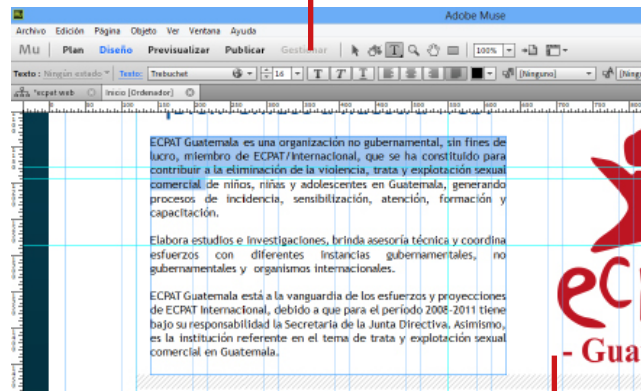 Adobe Muse
Archivo Edición Página Objeto Ver Ventana Ayuda
Mu Plan Diseño Previsualizar Publicar Gestionar 100%
Texto: Ningún estado Texto: Trebuchet 16 [Ninguno] [Ning
*ecpat web Inicio [Ordenador]
ECPAT Guatemala es una organización no gubernamental, sin fines de
lucro, miembro de ECPAT/Internacional, que se ha constituido para
contribuir a la eliminación de la violencia, trata y explotación sexual
comercial de niños, niñas y adolescentes en Guatemala, generando
procesos de incidencia, sensibilización, atención, formación y
capacitación.
Elabora estudios e investigaciones, brinda asesoría técnica y coordina
esfuerzos con diferentes instancias gubernamentales, no
gubernamentales y organismos internacionales.
ECPAT Guatemala está a la vanguardia de los esfuerzos y proyecciones
de ECPAT Internacional, debido a que para el período 2008-2011 tiene
bajo su responsabilidad la Secretaria de la Junta Directiva. Asimismo,
es la institución referente en el tema de trata y explotación sexual
comercial en Guatemala.
ecp
- Gua